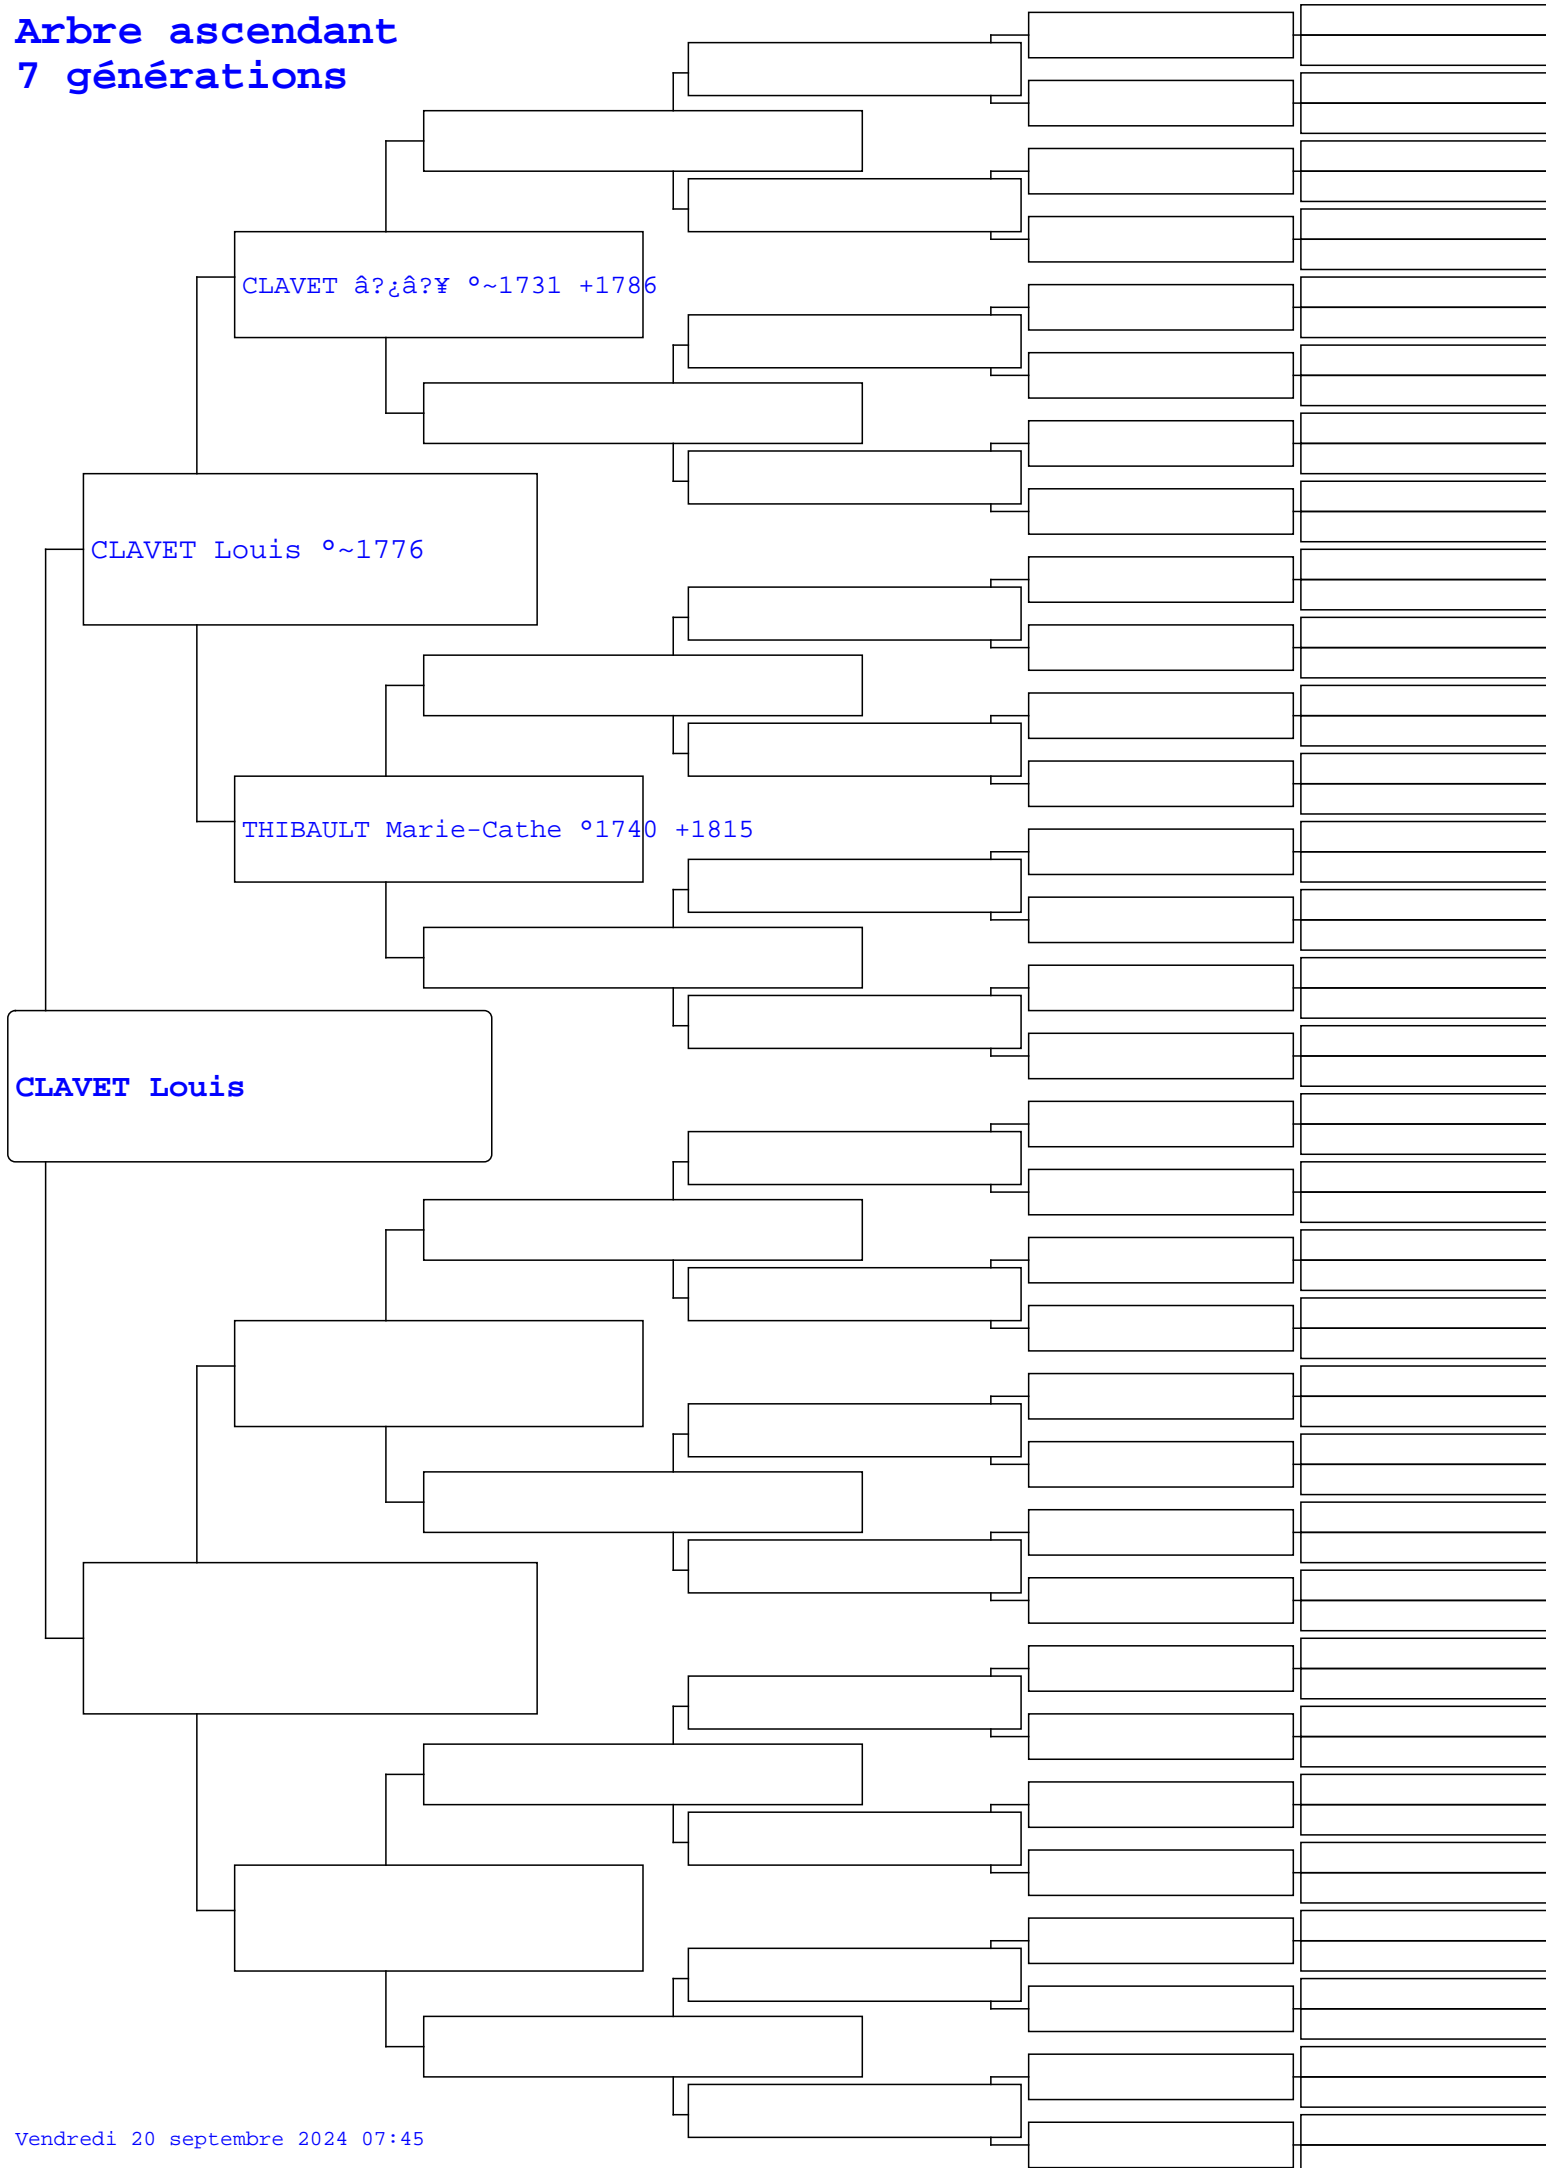 Arbre ascendant
7 générations
CLAVET â?¿â?¥ °~1731 +1786
CLAVET Louis °~1776
THIBAULT Marie-Cathe °1740 +1815
CLAVET Louis
Vendredi 20 septembre 2024 07:45